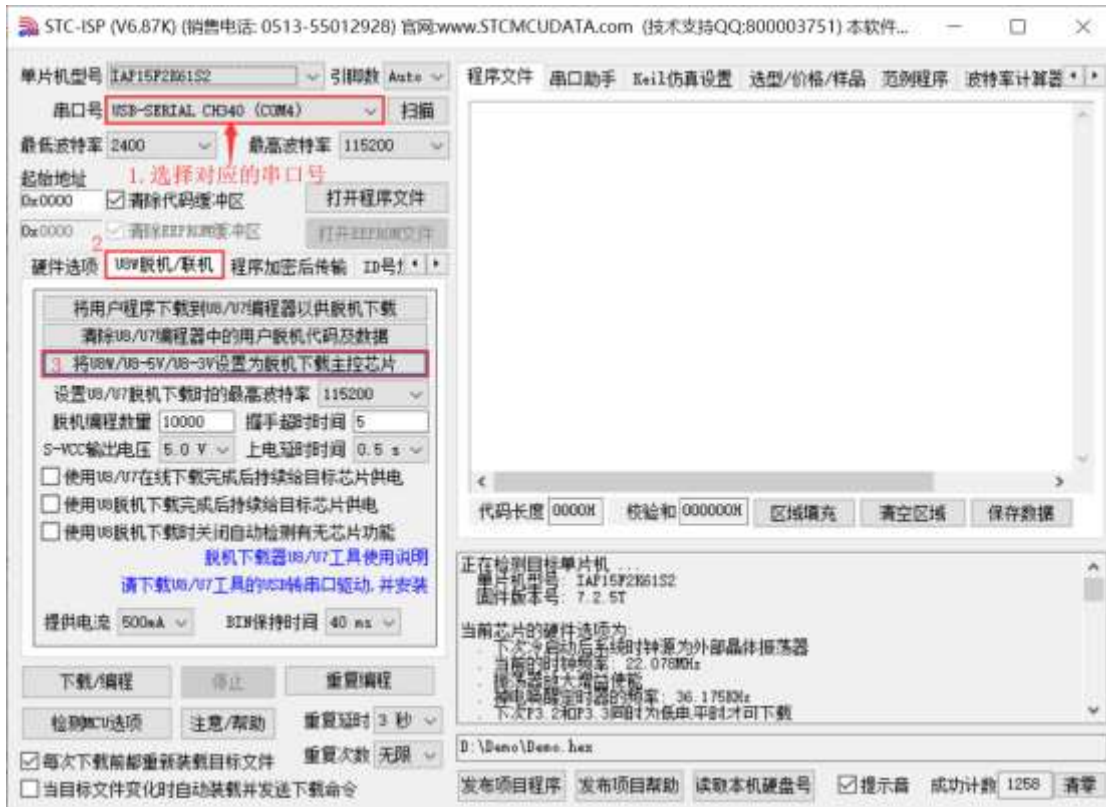 STC-ISP (V6.87K) (销售电话: 0513-55012928) 官网:www.STCMCUDATA.com (技术支持QQ:800003751) 本软件...
单片机型号 IAP15F2K61S2 引脚数 Auto
串口号 USB-SERIAL CH340 (COM4) 扫描
最低波特率 2400 最高波特率 115200
1.选择对应的串口号
起始地址
0x0000 清除代码缓冲区 打开程序文件
0x0000 清除EEPROM缓冲区 打开EEPROM文件
2
硬件选项 U8W脱机/联机 程序加密后传输 ID号
将用户程序下载到U8/U7编程器以供脱机下载
清除U8/U7编程器中的用户脱机代码及数据
3. 将U8W/U8-5V/U8-3V设置为脱机下载主控芯片
设置U8/U7脱机下载时的最高波特率 115200
脱机编程数量 10000 握手超时时间 5
S-VCC输出电压 5.0 V 上电延时时间 0.5 s
使用U8/U7在线下载完成后持续给目标芯片供电
使用U8脱机下载完成后持续给目标芯片供电
使用U8脱机下载时关闭自动检测有无芯片功能
脱机下载器U8/U7工具使用说明
请下载U8/U7工具的USB转串口驱动,并安装
提供电流 500mA BIN保持时间 40 ms
下载/编程 停止 重复编程
检测MCU选项 注意/帮助 重复延时 3 秒
每次下载前都重新装载目标文件 重复次数 无限
当目标文件变化时自动装载并发送下载命令
程序文件 串口助手 Keil仿真设置 选型/价格/样品 范例程序 波特率计算器
代码长度 0000H 校验和 000000H 区域填充 清空区域 保存数据
正在检测目标单片机 ...
单片机型号: IAP15F2K61S2
固件版本号: 7.2.5T
当前芯片的硬件选项为:
. 下次冷启动后系统时钟源为外部晶体振荡器
. 当前的时钟频率: 22.078MHz
. 振荡器的大增益使能
. 掉电唤醒定时器的频率: 36.175KHz
. 下次P3.2和P3.3同时为低电平时才可下载
D:\Demo\Demo.hex
发布项目程序 发布项目帮助 读取本机硬盘号 提示音 成功计数 1258 清零